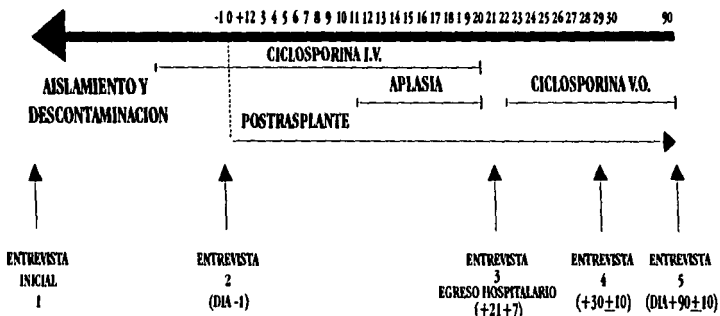 -1 0 +1 2 3 4 5 6 7 8 9 10 11 12 13 14 15 16 17 18 1 9 20 21 22 23 24 25 26 27 28 29 30 90
CICLOSPORINA I.V.
AISLAMIENTO Y
DESCONTAMINACION
APLASIA
CICLOSPORINA V.O.
POSTRASPLANTE
ENTREVISTA
INICIAL
1
ENTREVISTA
2
(DIA -1)
ENTREVISTA
3
EGRESO HOSPITALARIO
(+21+7)
ENTREVISTA
4
(+30±10)
ENTREVISTA
5
(DIA+90±10)